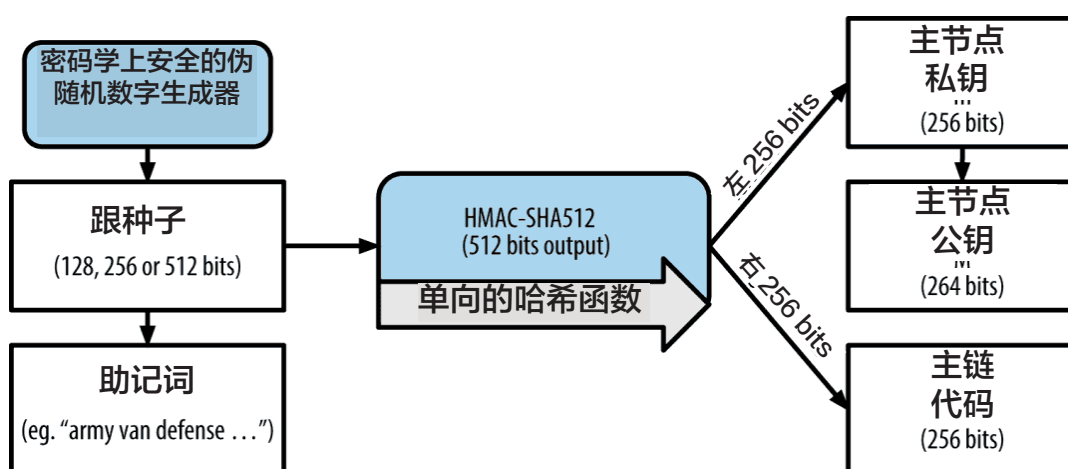 密码学上安全的伪
随机数字生成器
跟种子
(128, 256 or 512 bits)
助记词
(eg. “army van defense …”)
HMAC-SHA512
(512 bits output)
单向的哈希函数
左 256 bits
右 256 bits
主节点
私钥
(256 bits)
主节点
公钥
(264 bits)
主链
代码
(256 bits)